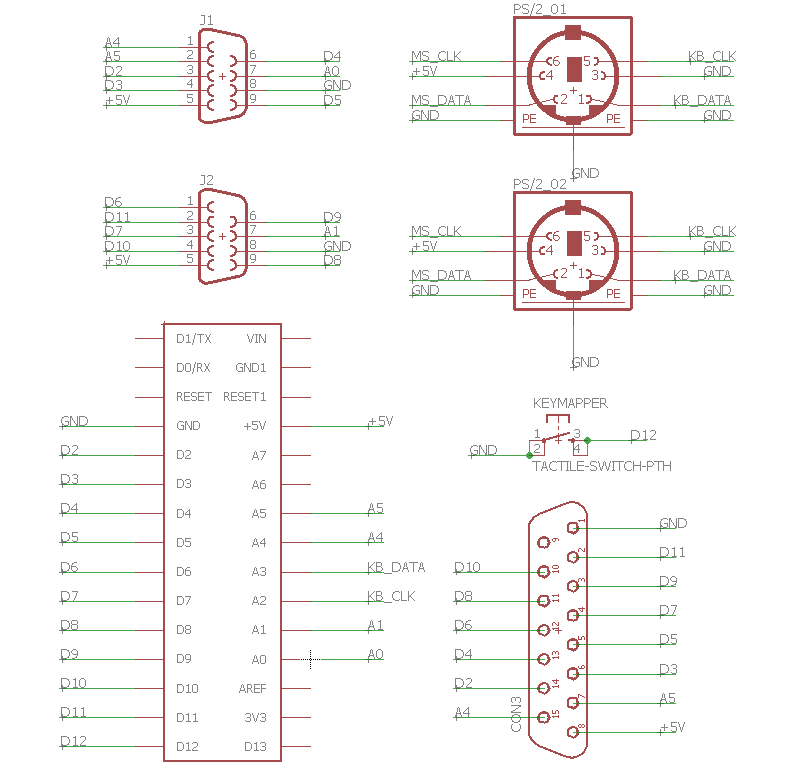 J1
A4 1
A5 2 6 D4
D2 3 7 A0
D3 4 8 GND
+5V 5 9 D5
PS/2_01
MS_CLK 6 5 KB_CLK
+5V 4 3 GND
MS_DATA 2 1 KB_DATA
GND PE PE GND
GND
J2
D6 1
D11 2 6 D9
D7 3 7 A1
D10 4 8 GND
+5V 5 9 D8
PS/2_02
MS_CLK 6 5 KB_CLK
+5V 4 3 GND
MS_DATA 2 1 KB_DATA
GND PE PE GND
GND
D1/TX VIN
D0/RX GND1
RESET RESET1
GND GND +5V +5V
D2 D2 A7
D3 D3 A6
D4 D4 A5 A5
D5 D5 A4 A4
D6 D6 A3 KB_DATA
D7 D7 A2 KB_CLK
D8 D8 A1 A1
D9 D9 A0 A0
D10 D10 AREF
D11 D11 3V3
D12 D12 D13
KEYMAPPER
1 3 D12
GND 2 4
TACTILE-SWITCH-PTH
1 GND
9
2 D11
D10 10
3 D9
D8 11
4 D7
D6 12
5 D5
D4 13
6 D3
D2 14
7 A5
A4 15
8 +5V
CON3